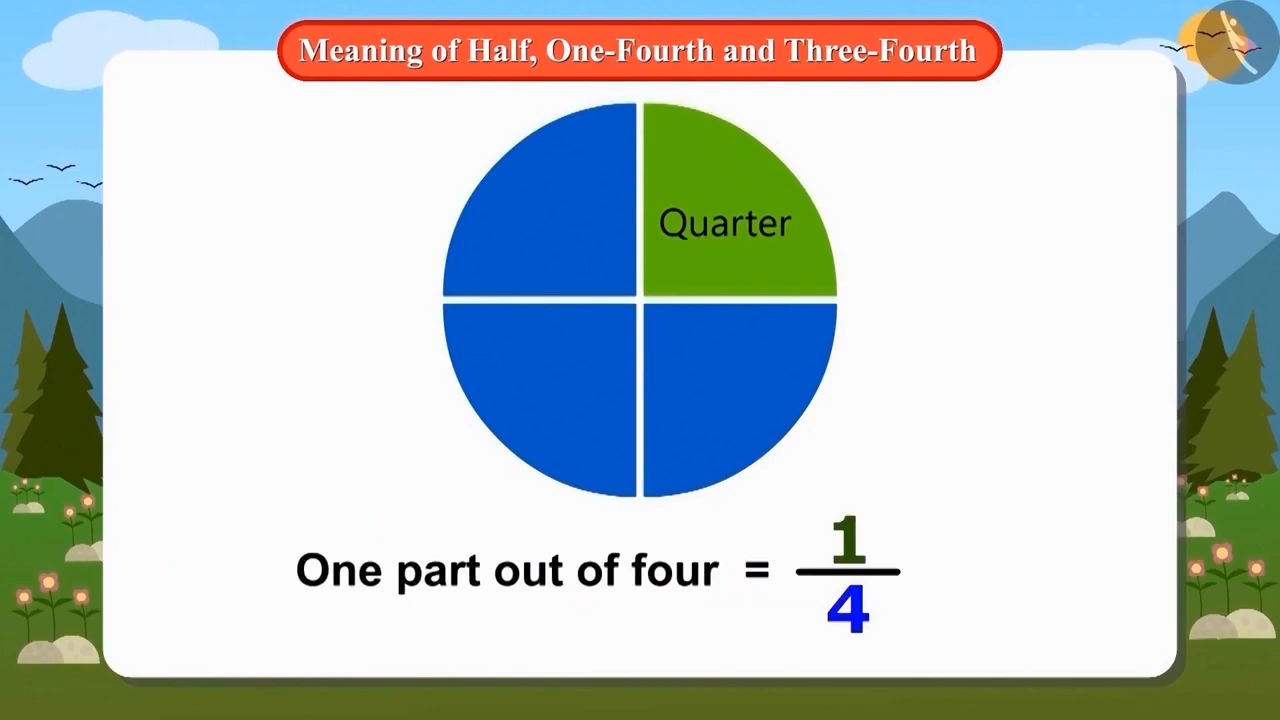 Meaning of Half, One-Fourth and Three-Fourth
Quarter
One part out of four = 1/4